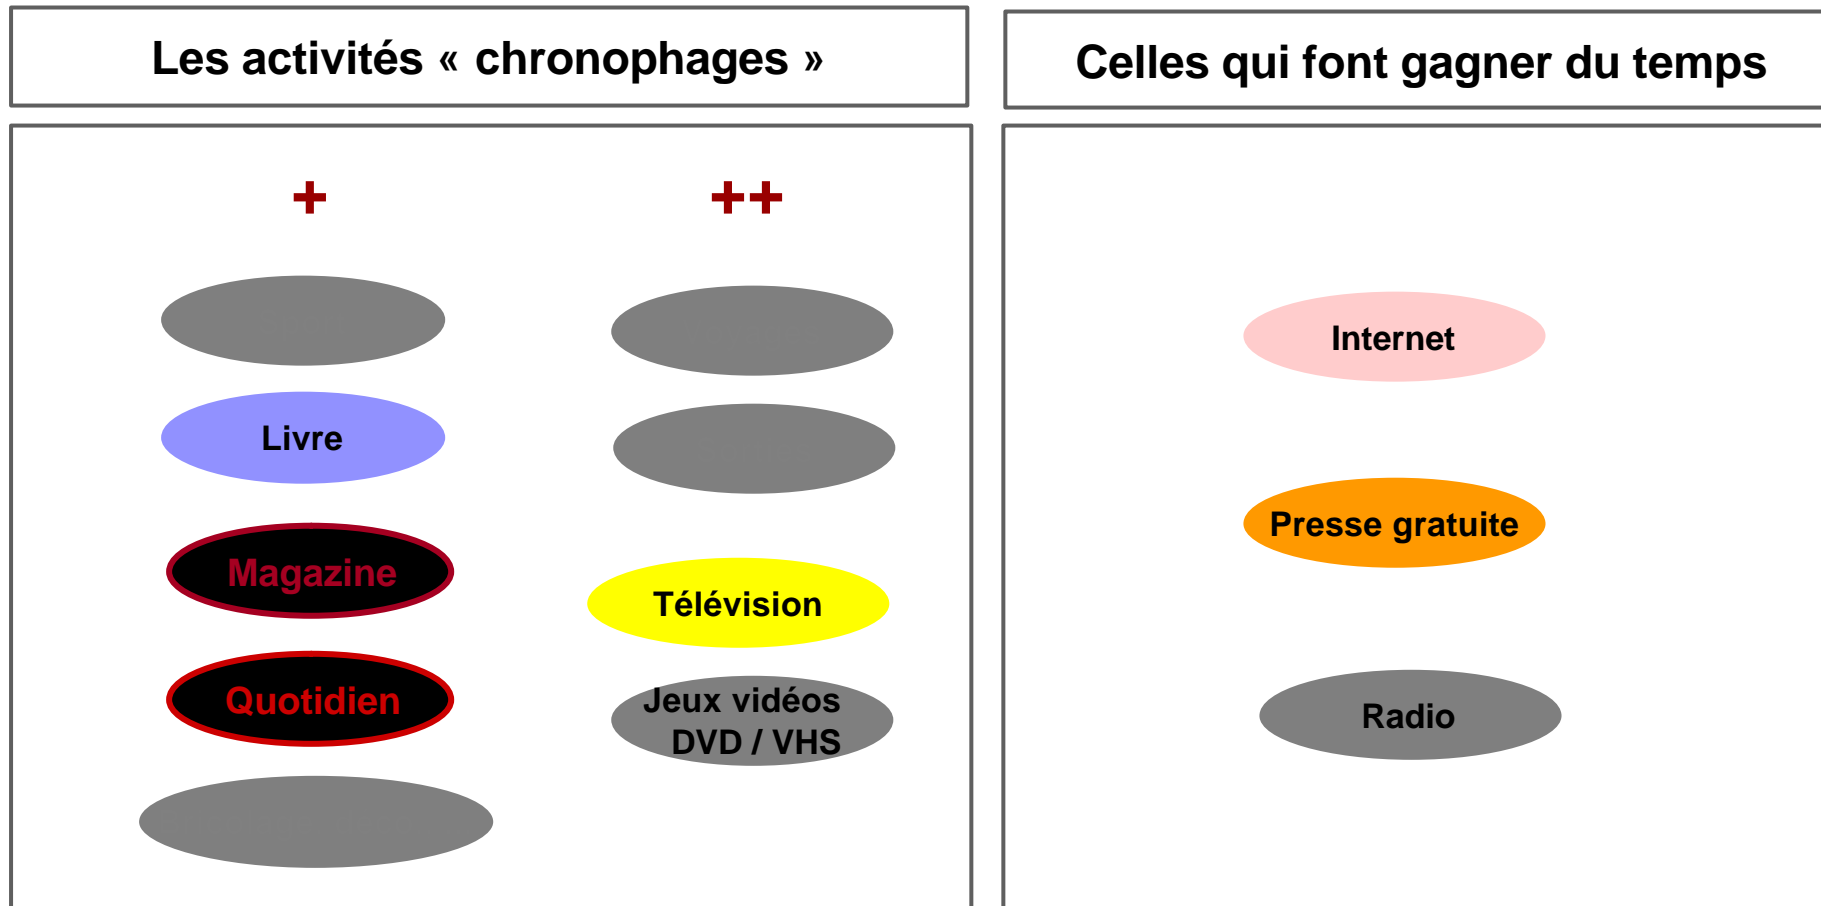 Les activités « chronophages »
Celles qui font gagner du temps
+
++
Livre
Magazine
Quotidien
Télévision
Jeux vidéos
DVD / VHS
Internet
Presse gratuite
Radio